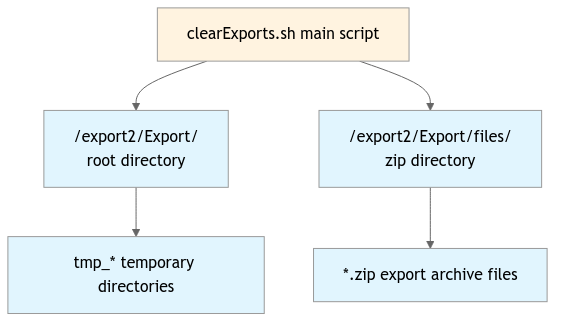 clearExports.sh main script
/export2/Export/
root directory
/export2/Export/files/
zip directory
tmp_* temporary
directories
*.zip export archive files